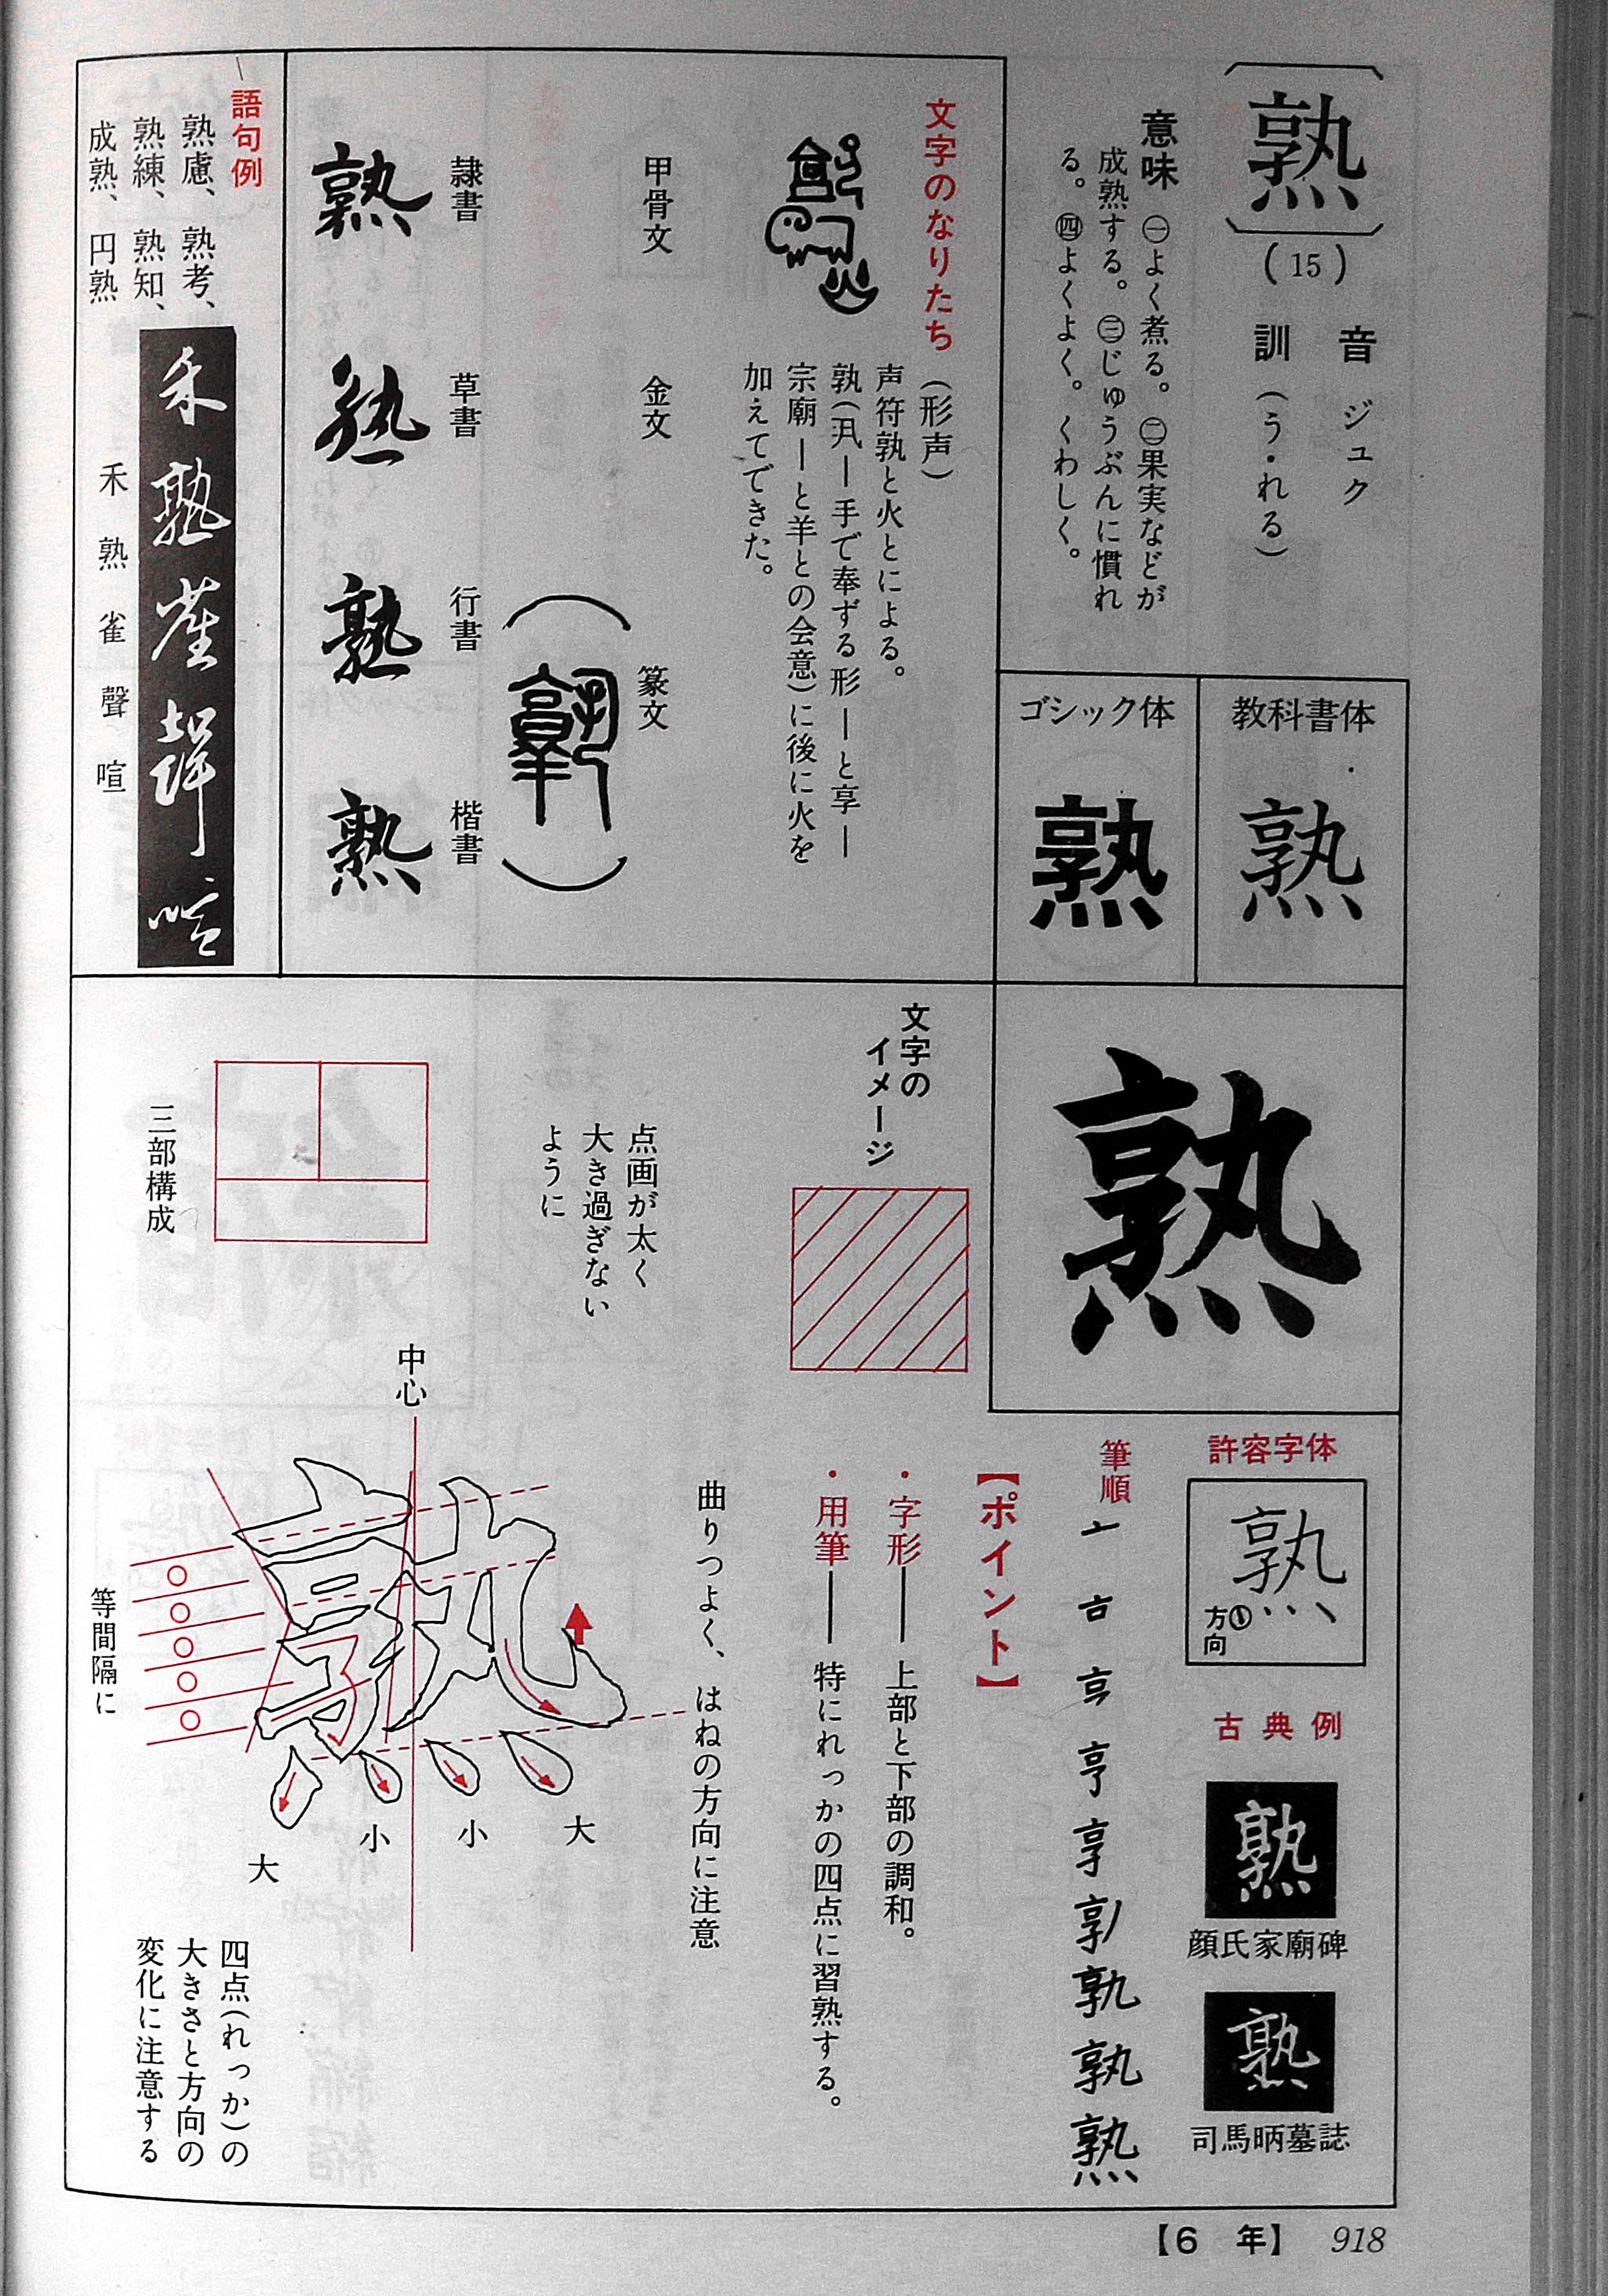 熟
（15）
音　ジュク
訓（う・れる）
意味　㊀よく煮る。㊁果実などが
成熟する。㊂じゅうぶんに慣れ
る。㊃よくよく。くわしく。
教科書体
熟
ゴシック体
熟
文字のなりたち（形声）
声符孰と火とによる。
孰（丮―手で奉ずる形―と享―
宗廟―と羊との会意）に後に火を
加えてできた。
甲骨文
金文
篆文
隷書
熟
草書
熟
行書
熟
楷書
熟
語句例
熟慮、熟考、
熟練、熟知、
成熟、円熟
禾熟雀聲喧
禾熟雀聲喧
熟
許容字体
熟
①方向
古典例
熟
顔氏家廟碑
熟
司馬昞墓誌
筆順
亠
熟
【ポイント】
・字形――上部と下部の調和。
・用筆――特にれっかの四点に習熟する。
文字の
イメージ
点画が太く
大き過ぎない
ように
三部構成
曲りつよく、はねの方向に注意
中心
熟
等間隔に
大
小
小
大
四点（れっか）の
大きさと方向の
変化に注意する
【6　年】 918